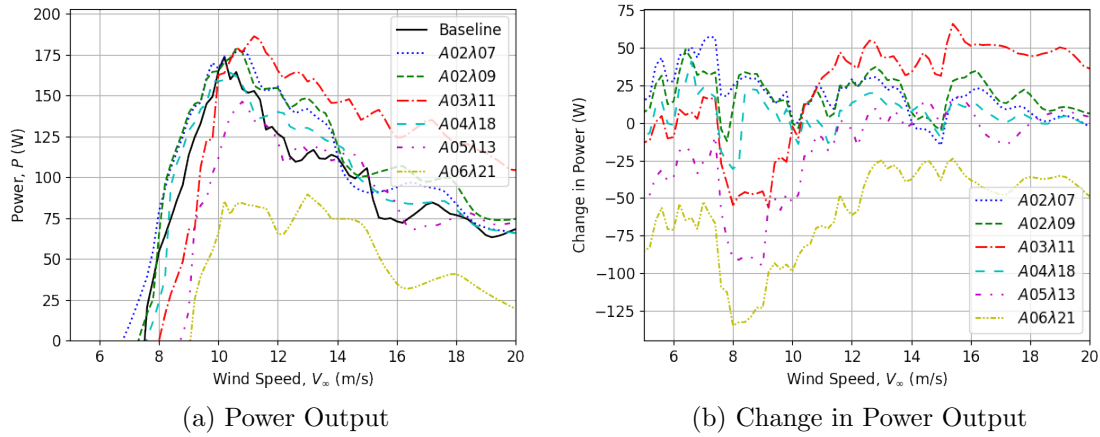 200
175
150
125
100
75
50
25
0
Power, P (W)
6 8 10 12 14 16 18 20
Wind Speed, V∞ (m/s)
Baseline
A02λ07
A02λ09
A03λ11
A04λ18
A05λ13
A06λ21
(a) Power Output
75
50
25
0
−25
−50
−75
−100
−125
Change in Power (W)
6 8 10 12 14 16 18 20
Wind Speed, V∞ (m/s)
A02λ07
A02λ09
A03λ11
A04λ18
A05λ13
A06λ21
(b) Change in Power Output